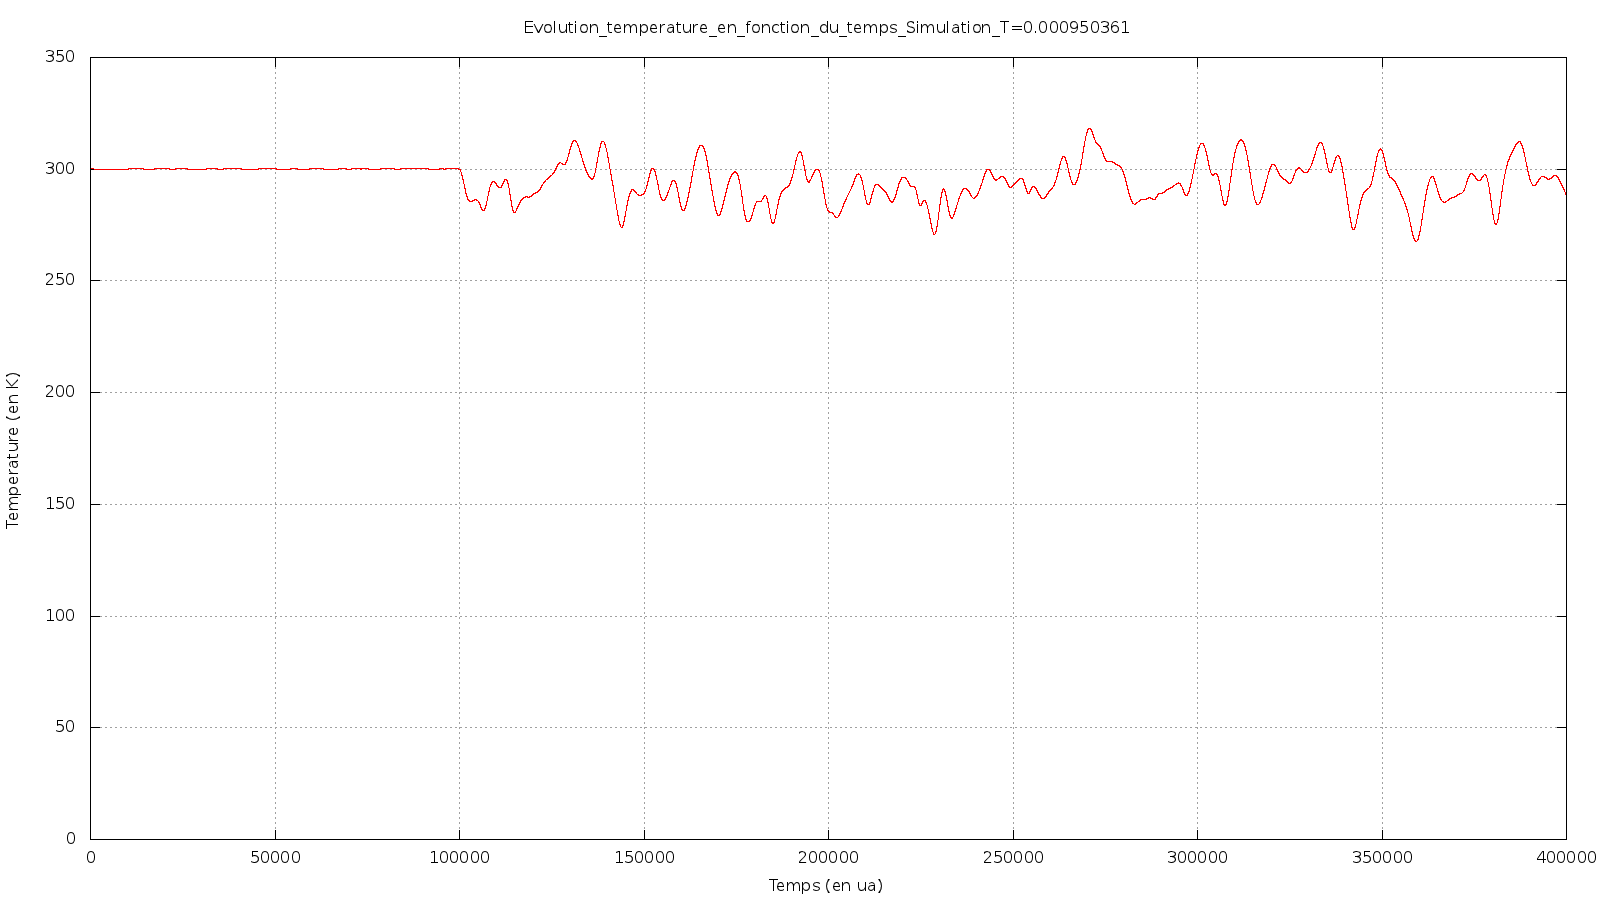 Evolution_temperature_en_fonction_du_temps_Simulation_T=0.000950361
350
300
250
200
150
100
50
0
Temperature (en K)
0 50000 100000 150000 200000 250000 300000 350000 400000
Temps (en ua)